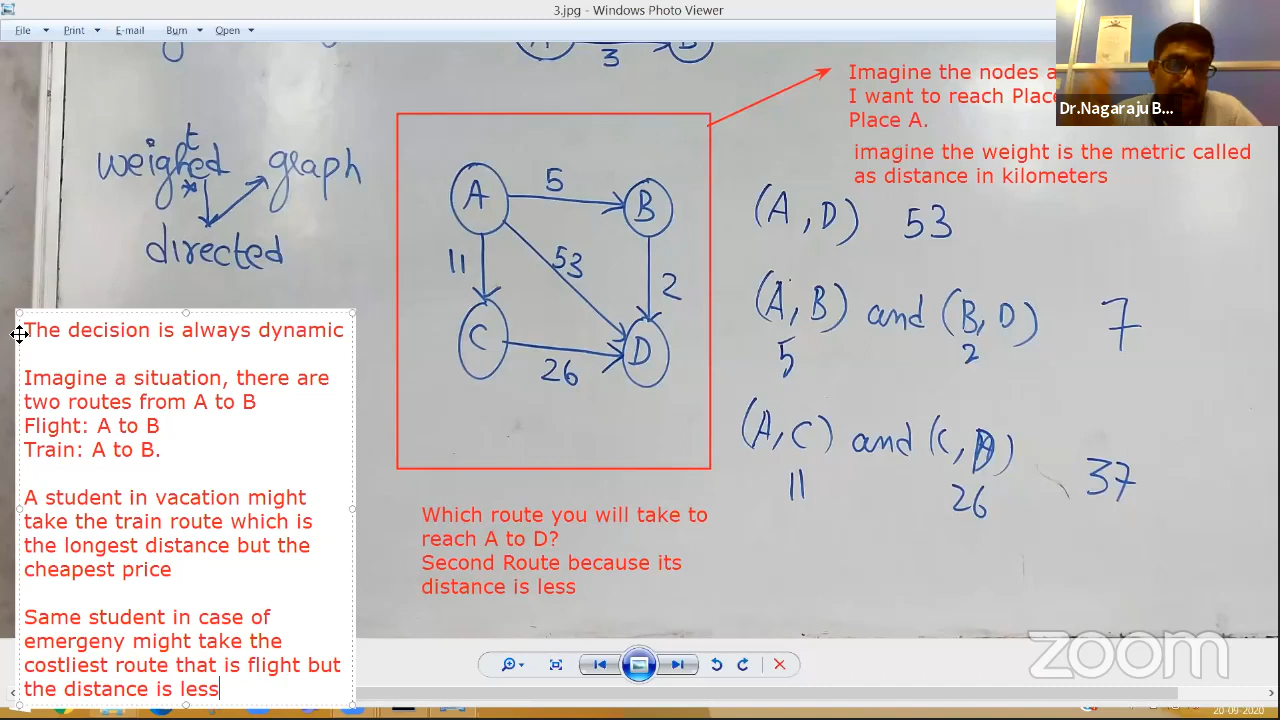 3.jpg - Windows Photo Viewer
File Print E-mail Burn Open
3
Imagine the nodes a
I want to reach Place
Place A.
Dr.Nagaraju B...
imagine the weight is the metric called
as distance in kilometers
weighted graph
directed
A 5 B
11 53 2
C 26 D
(A, D) 53
(A, B) and (B, D) 7
5 2
(A, C) and (C, D) 37
11 26
The decision is always dynamic
Imagine a situation, there are
two routes from A to B
Flight: A to B
Train: A to B.
A student in vacation might
take the train route which is
the longest distance but the
cheapest price
Same student in case of
emergeny might take the
costliest route that is flight but
the distance is less
Which route you will take to
reach A to D?
Second Route because its
distance is less
zoom
20-09-2020